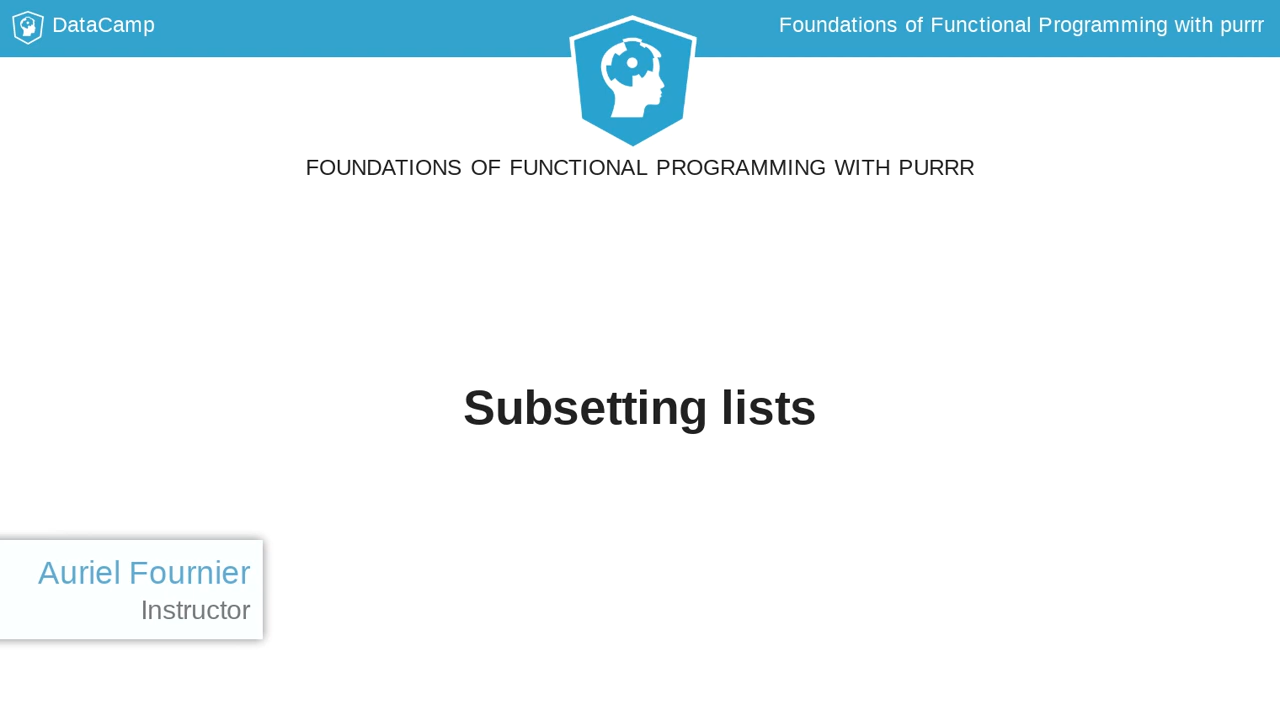 DataCamp
Foundations of Functional Programming with purrr
FOUNDATIONS OF FUNCTIONAL PROGRAMMING WITH PURRR
Subsetting lists
Auriel Fournier
Instructor